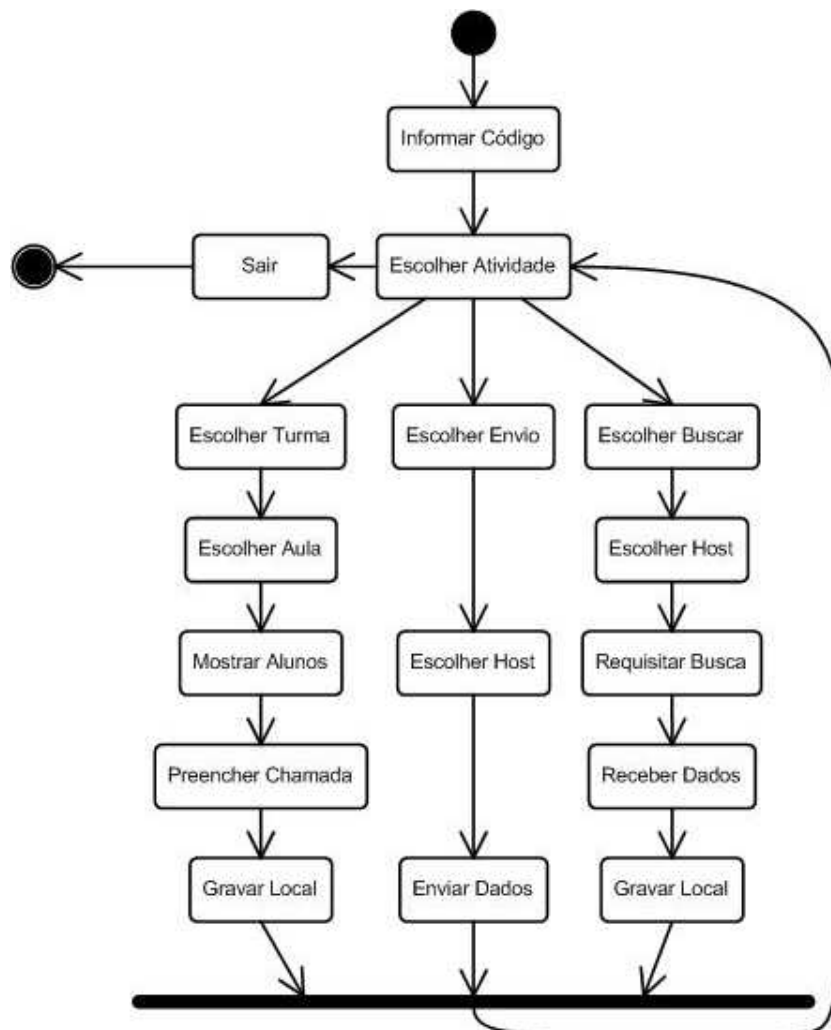 Informar Código
Sair
Escolher Atividade
Escolher Turma
Escolher Envio
Escolher Buscar
Escolher Aula
Escolher Host
Mostrar Alunos
Escolher Host
Requisitar Busca
Preencher Chamada
Receber Dados
Gravar Local
Enviar Dados
Gravar Local